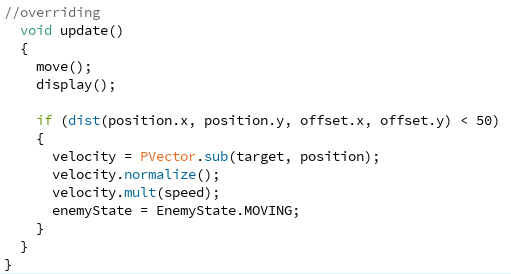 //overriding
  void update()
  {
    move();
    display();

    if (dist(position.x, position.y, offset.x, offset.y) < 50)
    {
      velocity = PVector.sub(target, position);
      velocity.normalize();
      velocity.mult(speed);
      enemyState = EnemyState.MOVING;
    }
  }
}